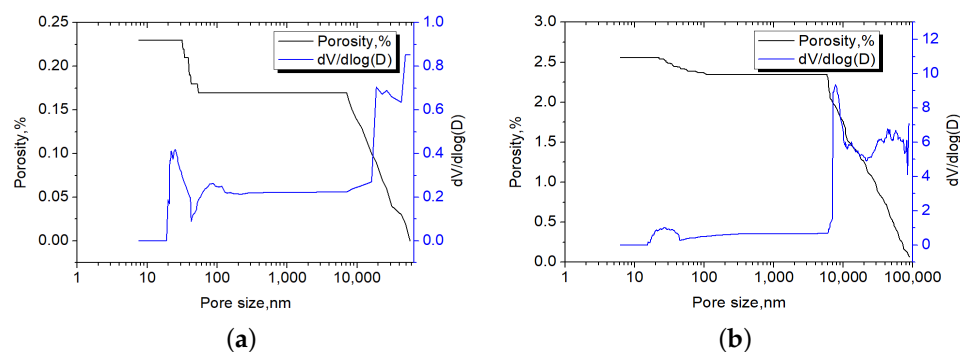 (a)
0.25
0.20
0.15
0.10
0.05
0.00
Porosity,%
1.0
0.8
0.6
0.4
0.2
0.0
dV/dlog(D)
Porosity,%
dV/dlog(D)
1 10 100 1,000 10,000
Pore size,nm
(b)
3.0
2.5
2.0
1.5
1.0
0.5
0.0
Porosity,%
12
10
8
6
4
2
0
dV/dlog(D)
Porosity,%
dV/dlog(D)
1 10 100 1,000 10,000 100,000
Pore size,nm